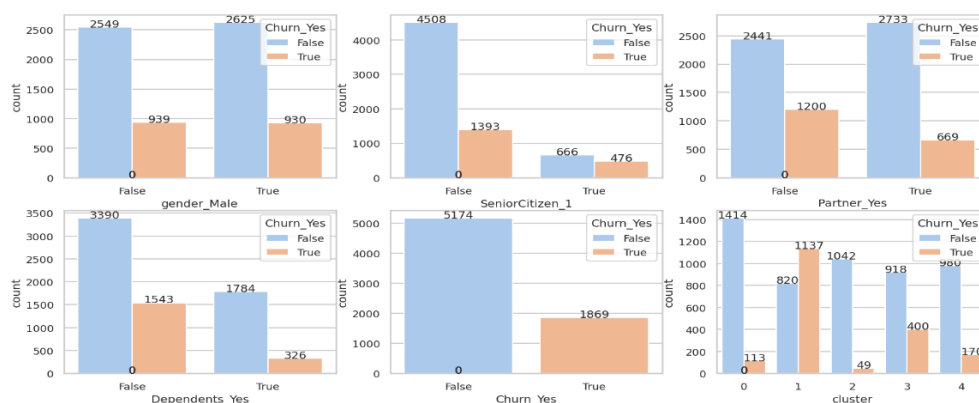 2549
2625
939
930
0
2500
2000
1500
1000
500
0
count
False
True
gender_Male
Churn_Yes
False
True
4508
1393
666
476
0
4000
3000
2000
1000
0
count
False
True
SeniorCitizen_1
Churn_Yes
False
True
2441
1200
2733
669
0
2500
2000
1500
1000
500
0
count
False
True
Partner_Yes
Churn_Yes
False
True
3390
1543
1784
326
0
3500
3000
2500
2000
1500
1000
500
0
count
False
True
Dependents_Yes
Churn_Yes
False
True
5174
1869
0
5000
4000
3000
2000
1000
0
count
False
True
Churn_Yes
Churn_Yes
False
True
1414
113
820
1137
1042
49
918
400
980
170
0
1400
1200
1000
800
600
400
200
0
count
0
1
2
3
4
cluster
Churn_Yes
False
True